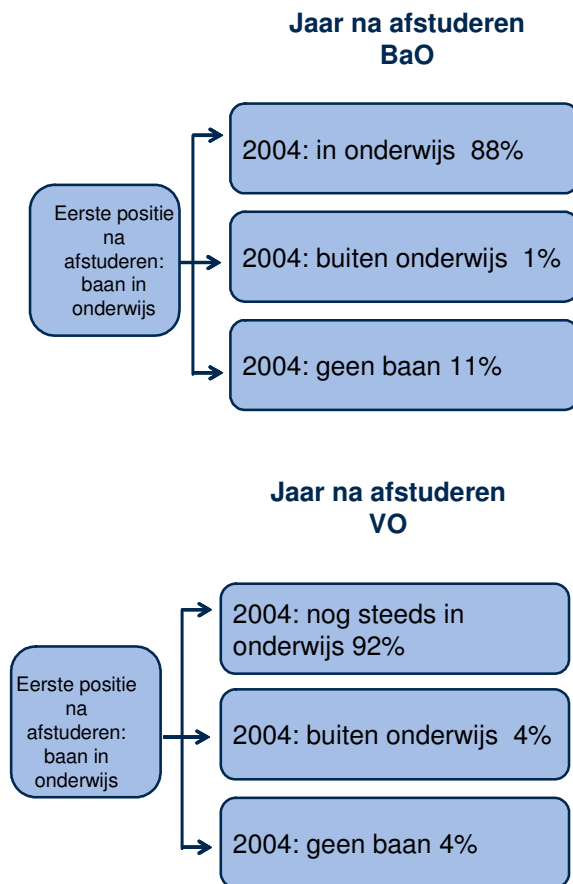 Jaar na afstuderen
BaO
Eerste positie
na
afstuderen:
baan in
onderwijs
2004: in onderwijs 88%
2004: buiten onderwijs 1%
2004: geen baan 11%
Jaar na afstuderen
VO
Eerste positie
na
afstuderen:
baan in
onderwijs
2004: nog steeds in
onderwijs 92%
2004: buiten onderwijs 4%
2004: geen baan 4%